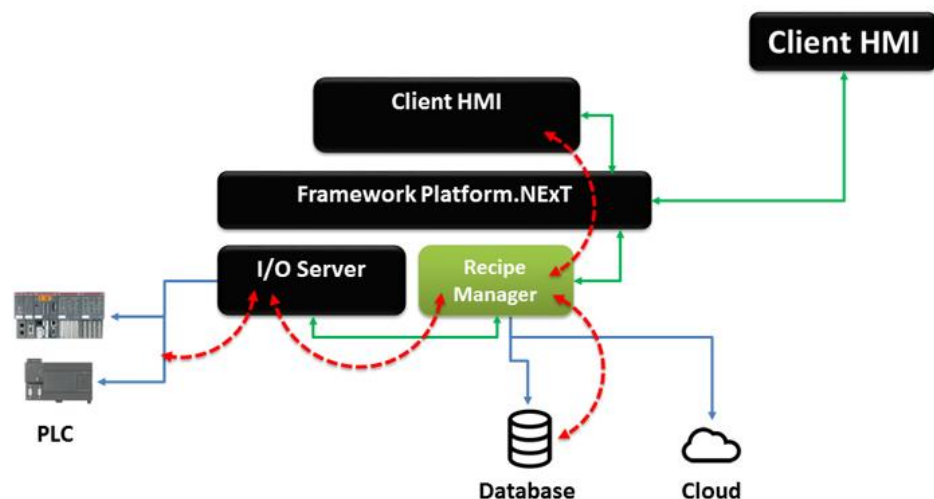 Client HMI
Client HMI
Framework Platform.NExT
I/O Server
Recipe
Manager
PLC
Database
Cloud